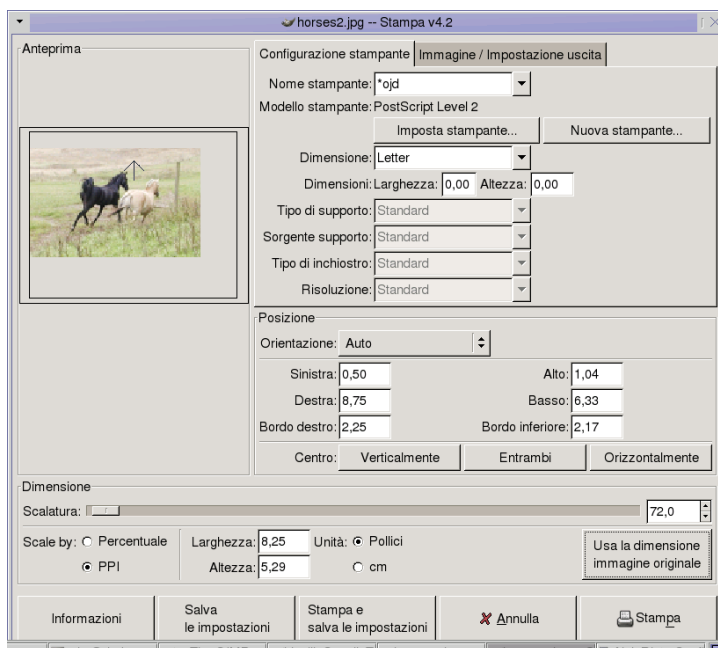 horses2.jpg -- Stampa v4.2
Anteprima
Configurazione stampante
Immagine / Impostazione uscita
Nome stampante: *ojd
Modello stampante: PostScript Level 2
Imposta stampante...
Nuova stampante...
Dimensione: Letter
Dimensioni: Larghezza: 0,00 Altezza: 0,00
Tipo di supporto: Standard
Sorgente supporto: Standard
Tipo di inchiostro: Standard
Risoluzione: Standard
Posizione
Orientazione: Auto
Sinistra: 0,50 Alto: 1,04
Destra: 8,75 Basso: 6,33
Bordo destro: 2,25 Bordo inferiore: 2,17
Centro: Verticalmente Entrambi Orizzontalmente
Dimensione
Scalatura: 72,0
Scale by: Percentuale
PPI
Larghezza: 8,25
Altezza: 5,29
Unità: Pollici
cm
Usa la dimensione
immagine originale
Informazioni
Salva
le impostazioni
Stampa e
salva le impostazioni
Annulla
Stampa